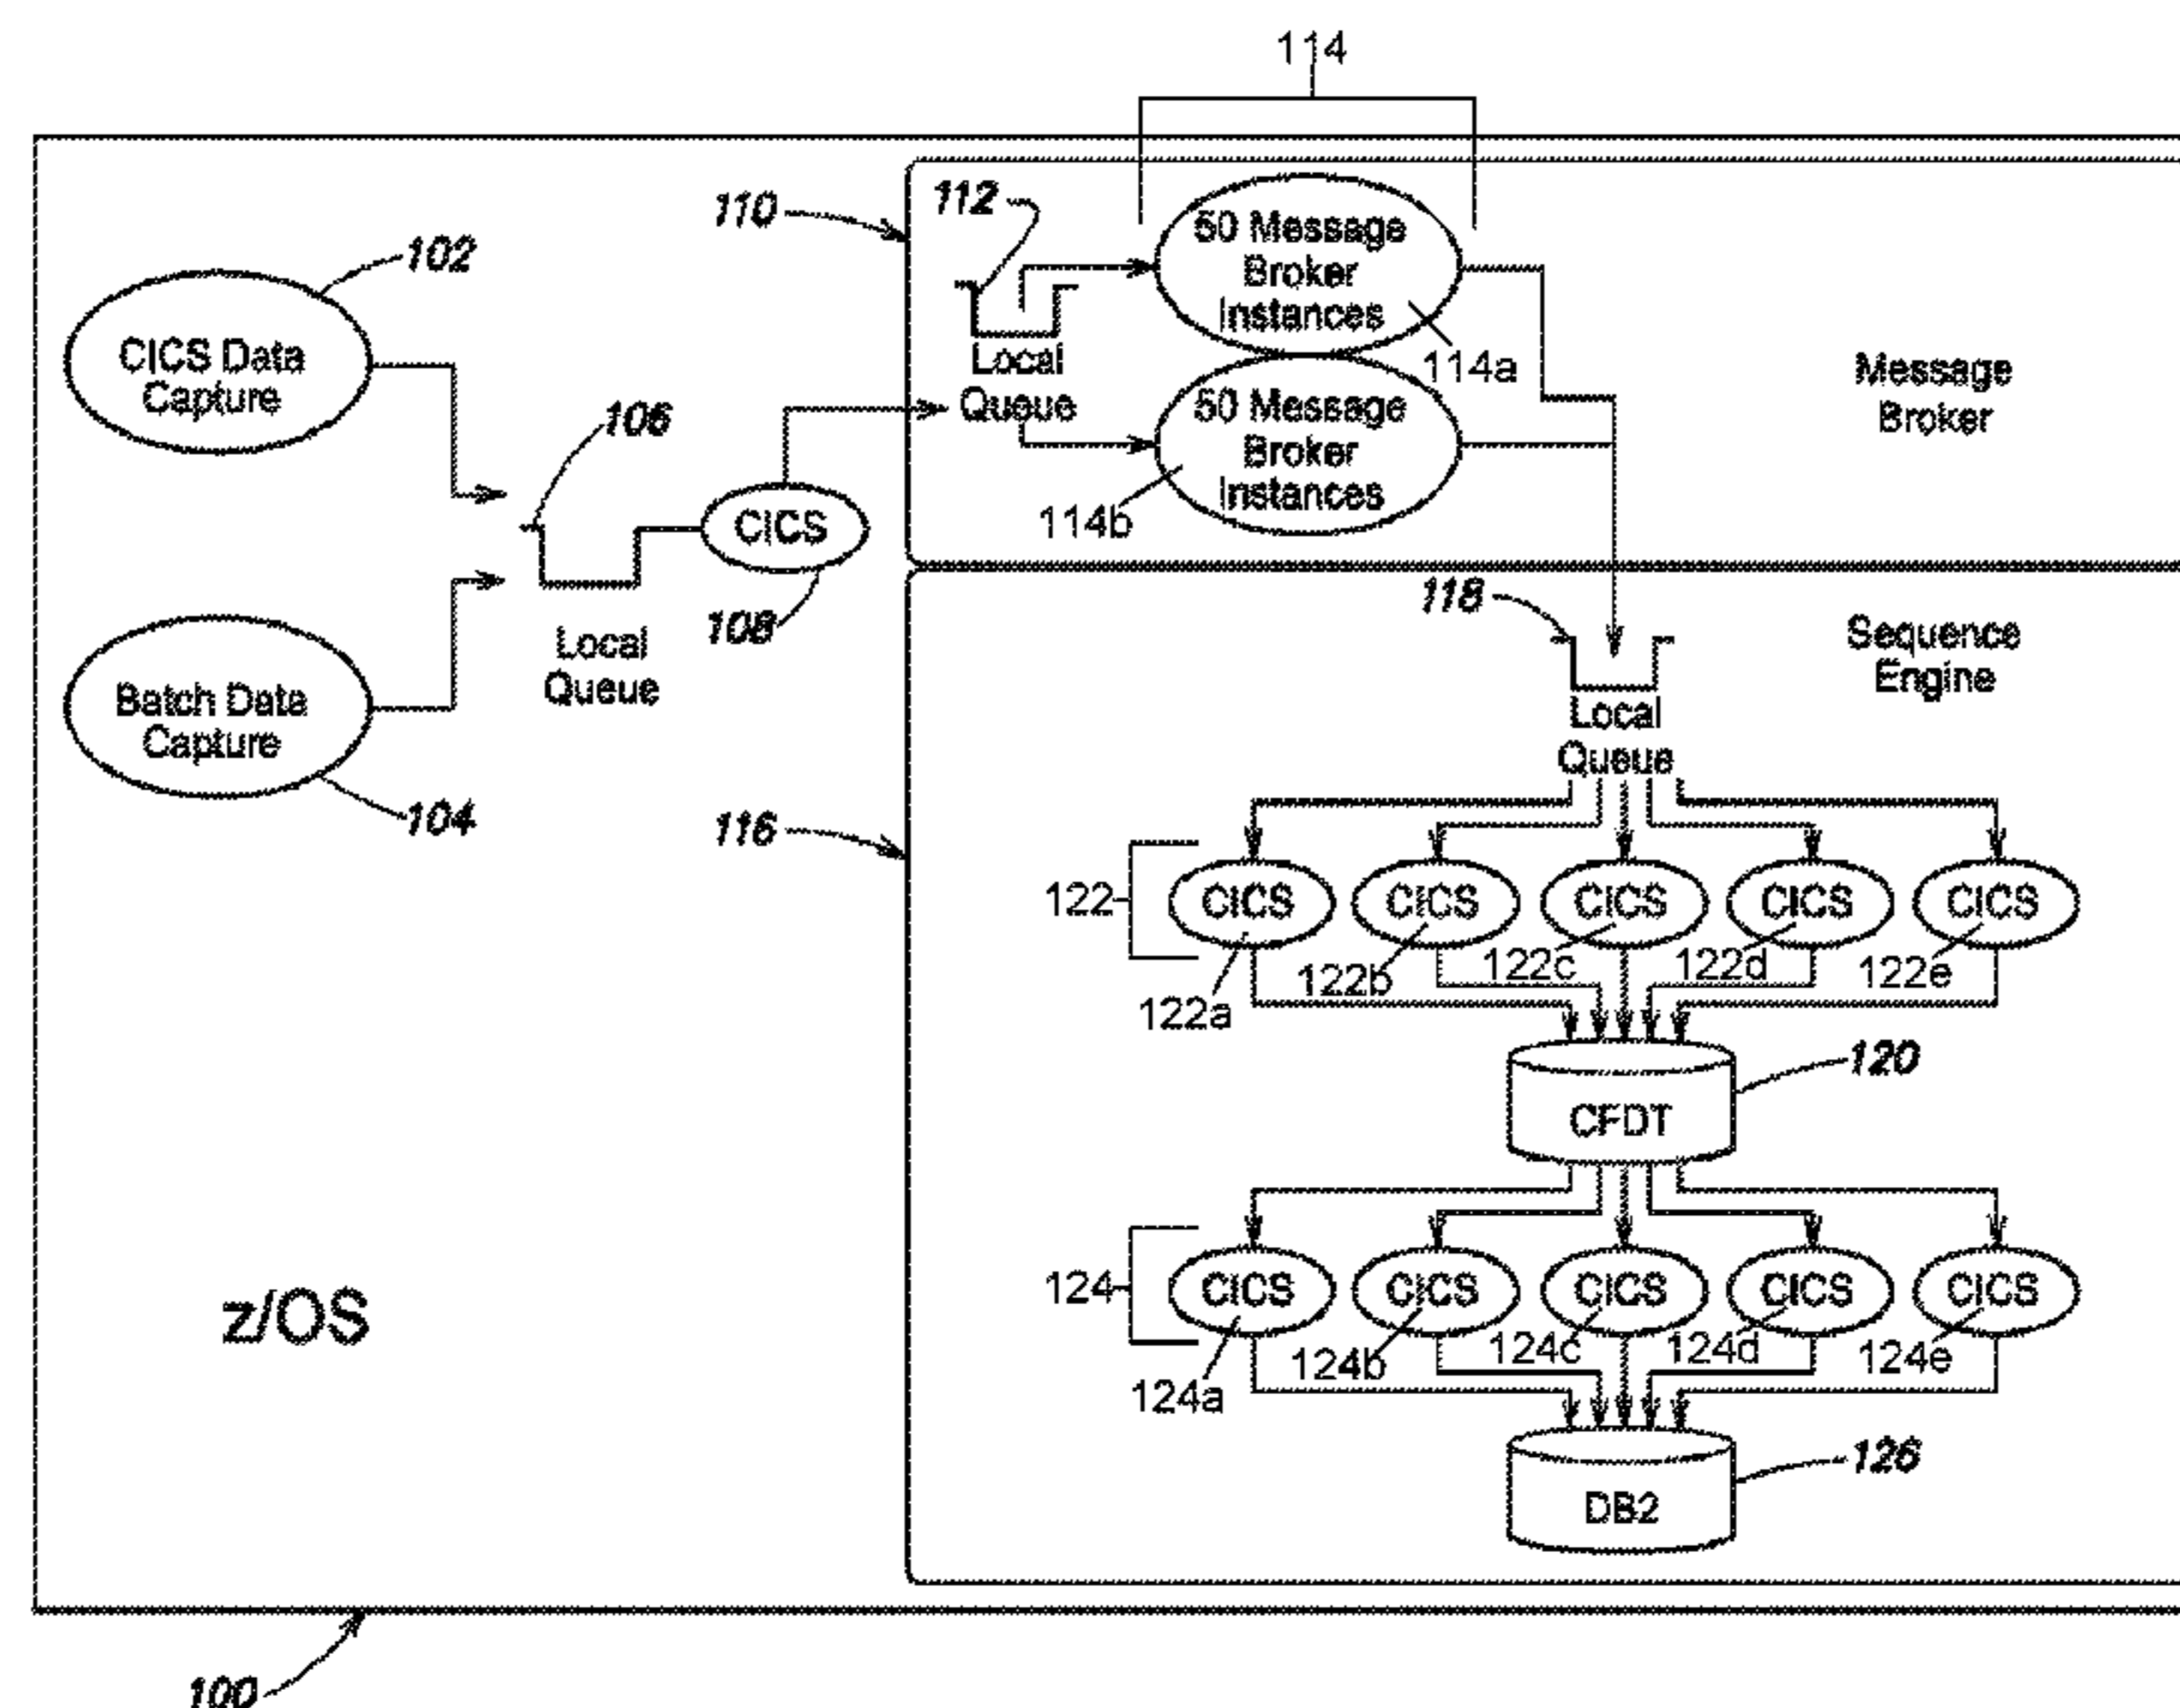 114
110
112
50 Message
Broker
Instances
114a
Local
Queue
50 Message
Broker
Instances
114b
Message
Broker
102
CICS Data
Capture
106
CICS
108
Local
Queue
Batch Data
Capture
104
118
Sequence
Engine
Local
Queue
116
122
CICS
CICS
CICS
CICS
CICS
122a
122b
122c
122d
122e
120
CFDT
124
CICS
CICS
CICS
CICS
CICS
124a
124b
124c
124d
124e
126
DB2
z/OS
100